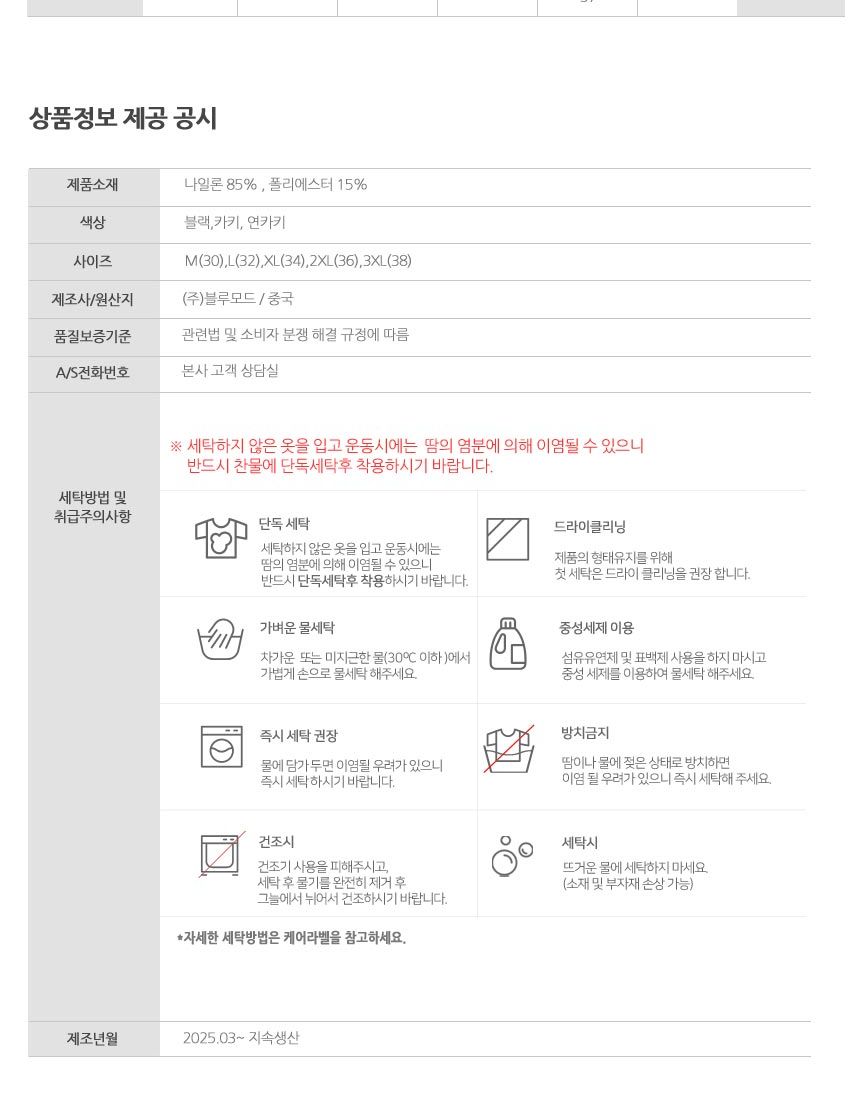 상품정보 제공 공시
제품소재
나일론 85% , 폴리에스터 15%
색상
블랙,카키, 연카키
사이즈
M(30),L(32),XL(34),2XL(36),3XL(38)
제조사/원산지
(주)블루모드 / 중국
품질보증기준
관련법 및 소비자 분쟁 해결 규정에 따름
A/S전화번호
본사 고객 상담실
세탁방법 및
취급주의사항
※ 세탁하지 않은 옷을 입고 운동시에는 땀의 염분에 의해 이염될 수 있으니
반드시 찬물에 단독세탁후 착용하시기 바랍니다.
단독 세탁
세탁하지 않은 옷을 입고 운동시에는
땀의 염분에 의해 이염될 수 있으니
반드시 단독세탁후 착용하시기 바랍니다.
드라이클리닝
제품의 형태유지를 위해
첫 세탁은 드라이 클리닝을 권장 합니다.
가벼운 물세탁
차가운 또는 미지근한 물(30ºC 이하 )에서
가볍게 손으로 물세탁 해주세요.
중성세제 이용
섬유유연제 및 표백제 사용을 하지 마시고
중성 세제를 이용하여 물세탁 해주세요.
즉시 세탁 권장
물에 담가 두면 이염될 우려가 있으니
즉시 세탁하시기 바랍니다.
방치금지
땀이나 물에 젖은 상태로 방치하면
이염 될 우려가 있으니 즉시 세탁해 주세요.
건조시
건조기 사용을 피해주시고,
세탁 후 물기를 완전히 제거 후
그늘에서 뉘어서 건조하시기 바랍니다.
세탁시
뜨거운 물에 세탁하지 마세요.
(소재 및 부자재 손상 가능)
*자세한 세탁방법은 케어라벨을 참고하세요.
제조년월
2025.03~ 지속생산